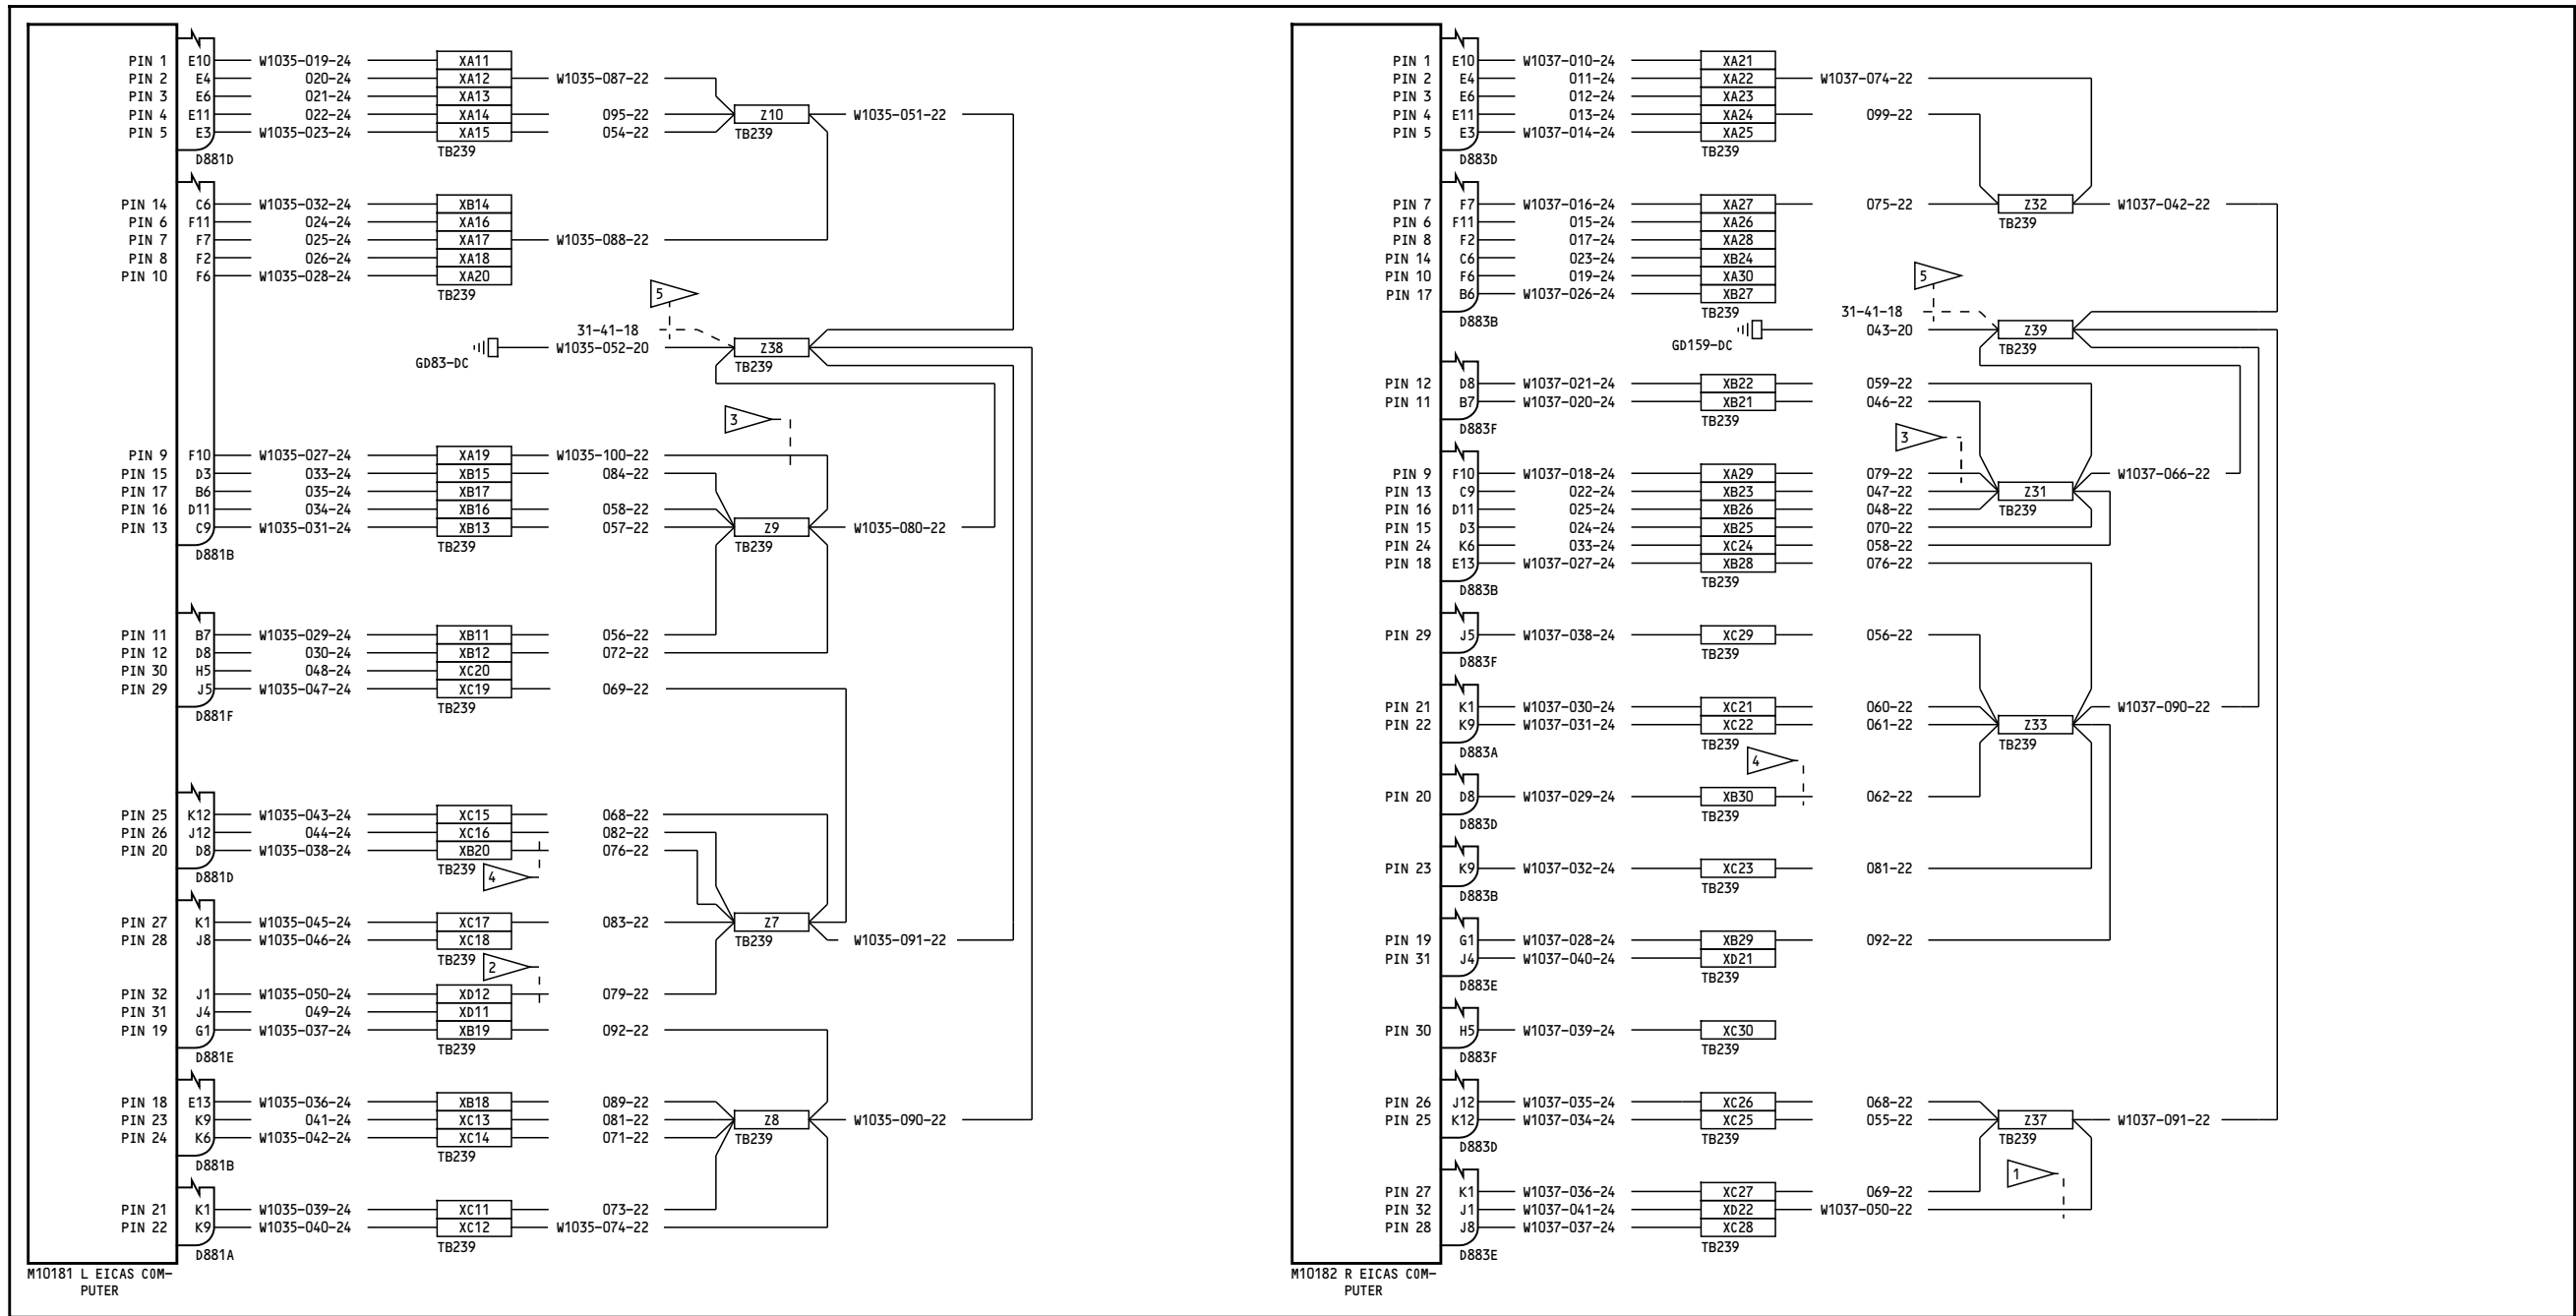 PIN 1 E10 W1035-019-24 XA11
PIN 2 E4 020-24 XA12 W1035-087-22
PIN 3 E6 021-24 XA13
PIN 4 E11 022-24 XA14 095-22 Z10 W1035-051-22
PIN 5 E3 W1035-023-24 XA15 054-22 TB239
TB239
D881D
PIN 14 C6 W1035-032-24 XB14
PIN 6 F11 024-24 XA16
PIN 7 F7 025-24 XA17 W1035-088-22
PIN 8 F2 026-24 XA18
PIN 10 F6 W1035-028-24 XA20
TB239
5
31-41-18
GD83-DC W1035-052-20 Z38
TB239
3
PIN 9 F10 W1035-027-24 XA19 W1035-100-22
PIN 15 D3 033-24 XB15 084-22
PIN 17 B6 035-24 XB17
PIN 16 D11 034-24 XB16 058-22
PIN 13 C9 W1035-031-24 XB13 057-22 Z9 W1035-080-22
TB239 TB239
D881B
PIN 11 B7 W1035-029-24 XB11 056-22
PIN 12 D8 030-24 XB12 072-22
PIN 30 H5 048-24 XC20
PIN 29 J5 W1035-047-24 XC19 069-22
TB239
D881F
PIN 25 K12 W1035-043-24 XC15 068-22
PIN 26 J12 044-24 XC16 082-22
PIN 20 D8 W1035-038-24 XB20 076-22
TB239 4
D881D
PIN 27 K1 W1035-045-24 XC17 083-22 Z7
PIN 28 J8 W1035-046-24 XC18 TB239 W1035-091-22
TB239 2
PIN 32 J1 W1035-050-24 XD12 079-22
PIN 31 J4 049-24 XD11
PIN 19 G1 W1035-037-24 XB19 092-22
TB239
D881E
PIN 18 E13 W1035-036-24 XB18 089-22
PIN 23 K9 041-24 XC13 081-22 Z8 W1035-090-22
PIN 24 K6 W1035-042-24 XC14 071-22 TB239
TB239
D881B
PIN 21 K1 W1035-039-24 XC11 073-22
PIN 22 K9 W1035-040-24 XC12 W1035-074-22
TB239
D881A
M10181 L EICAS COM-
PUTER
PIN 1 E10 W1037-010-24 XA21
PIN 2 E4 011-24 XA22 W1037-074-22
PIN 3 E6 012-24 XA23
PIN 4 E11 013-24 XA24 099-22
PIN 5 E3 W1037-014-24 XA25
TB239
D883D
PIN 7 F7 W1037-016-24 XA27 075-22 Z32 W1037-042-22
PIN 6 F11 015-24 XA26 TB239
PIN 8 F2 017-24 XA28
PIN 14 C6 023-24 XB24
PIN 10 F6 019-24 XA30
PIN 17 B6 W1037-026-24 XB27
TB239
D883B
5
31-41-18
GD159-DC 043-20 Z39
TB239
PIN 12 D8 W1037-021-24 XB22 059-22
PIN 11 B7 W1037-020-24 XB21 046-22
TB239
D883F
3
PIN 9 F10 W1037-018-24 XA29 079-22 W1037-066-22
PIN 13 C9 022-24 XB23 047-22 Z31
PIN 16 D11 025-24 XB26 048-22 TB239
PIN 15 D3 024-24 XB25 070-22
PIN 24 K6 033-24 XC24 058-22
PIN 18 E13 W1037-027-24 XB28 076-22
TB239
D883B
PIN 29 J5 W1037-038-24 XC29 056-22
TB239
D883F
PIN 21 K1 W1037-030-24 XC21 060-22 W1037-090-22
PIN 22 K9 W1037-031-24 XC22 061-22 Z33
TB239 TB239
D883A
4
PIN 20 D8 W1037-029-24 XB30 062-22
TB239
D883D
PIN 23 K9 W1037-032-24 XC23 081-22
TB239
D883B
PIN 19 G1 W1037-028-24 XB29 092-22
PIN 31 J4 W1037-040-24 XD21
TB239
D883E
PIN 30 H5 W1037-039-24 XC30
TB239
D883F
PIN 26 J12 W1037-035-24 XC26 068-22
PIN 25 K12 W1037-034-24 XC25 055-22 Z37 W1037-091-22
TB239 TB239
D883D
1
PIN 27 K1 W1037-036-24 XC27 069-22
PIN 32 J1 W1037-041-24 XD22 W1037-050-22
PIN 28 J8 W1037-037-24 XC28
TB239
D883E
M10182 R EICAS COM-
PUTER